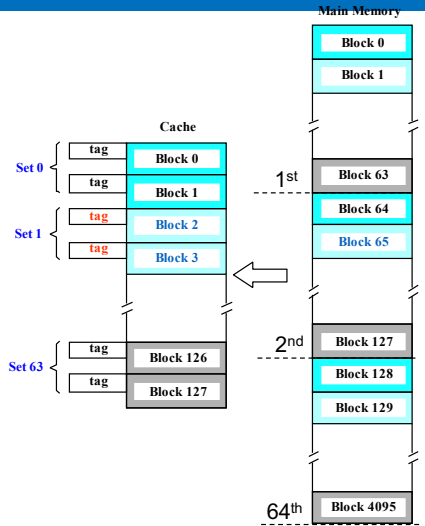 Main Memory
Block 0
Block 1
Cache
tag
Block 0
Set 0
tag
Block 1
tag
Block 2
Set 1
tag
Block 3
tag
Block 126
Set 63
tag
Block 127
1st
Block 63
Block 64
Block 65
2nd
Block 127
Block 128
Block 129
64th
Block 4095